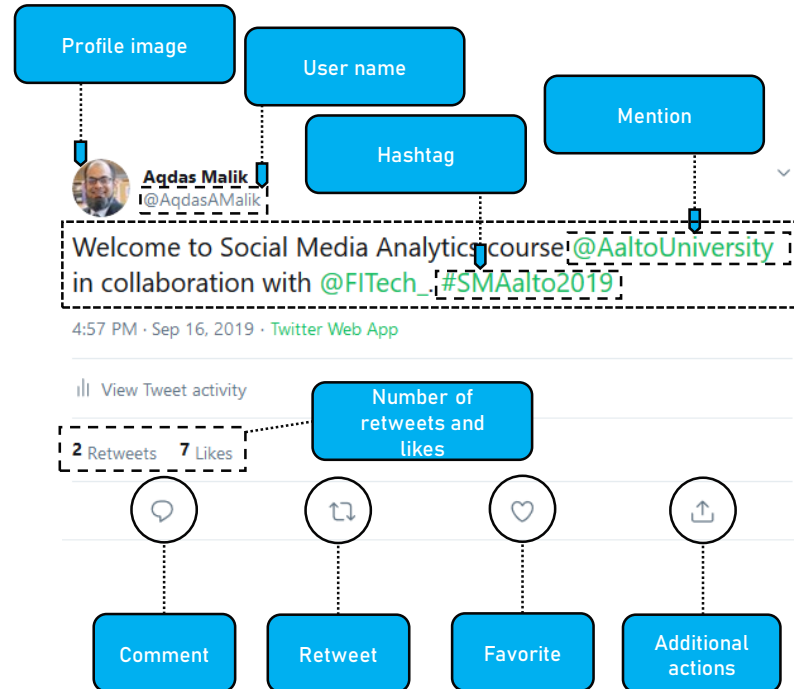 Profile image
User name
Mention
Hashtag
Aqdas Malik
@AqdasAMalik
Welcome to Social Media Analytics course @AaltoUniversity
in collaboration with @FITech_. #SMAalto2019
4:57 PM · Sep 16, 2019 · Twitter Web App
View Tweet activity
Number of
retweets and
likes
2 Retweets 7 Likes
Comment
Retweet
Favorite
Additional
actions